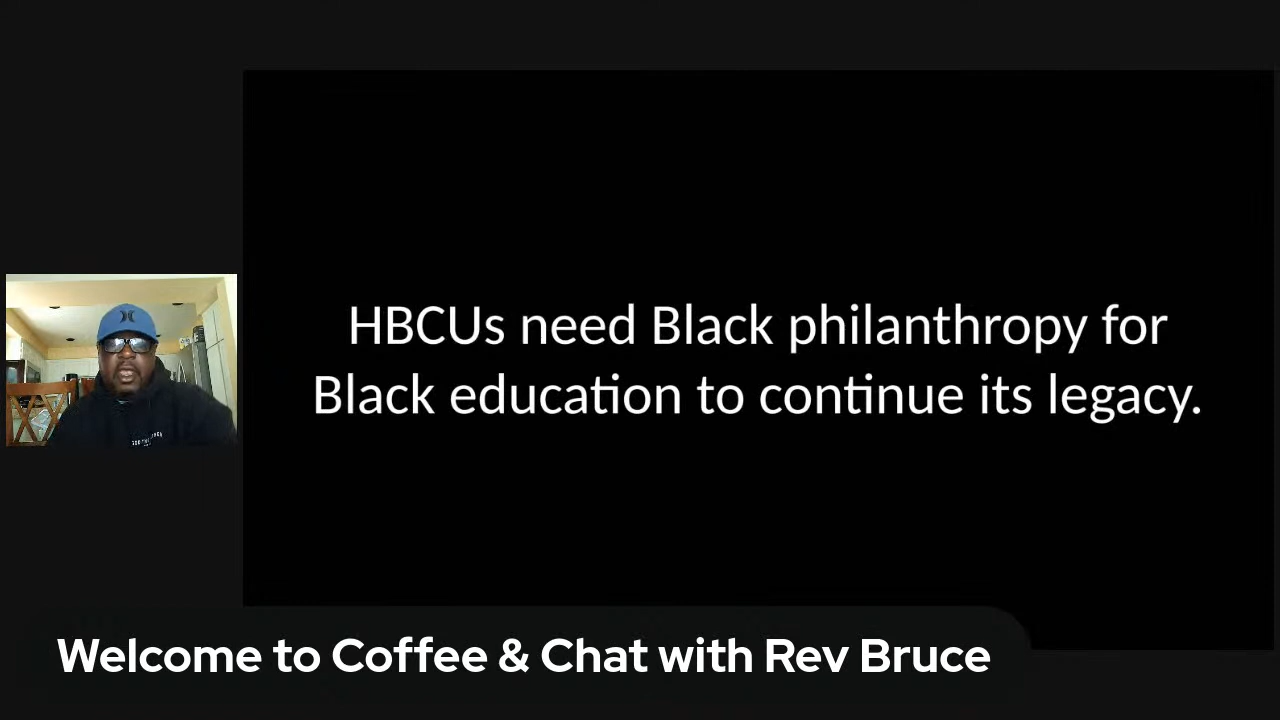 HBCUs need Black philanthropy for
Black education to continue its legacy.
Welcome to Coffee & Chat with Rev Bruce